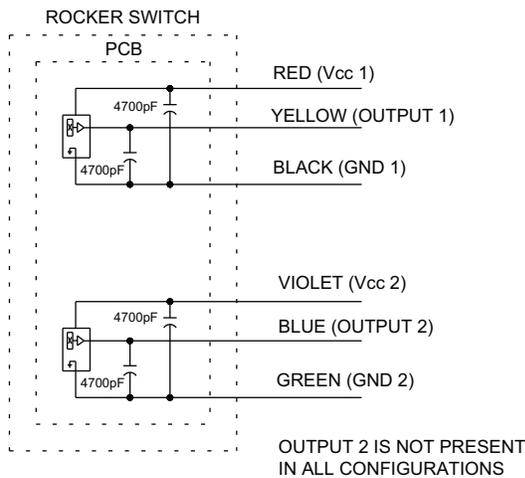 ROCKER SWITCH
PCB
RED (Vcc 1)
4700pF
YELLOW (OUTPUT 1)
4700pF
BLACK (GND 1)
VIOLET (Vcc 2)
4700pF
BLUE (OUTPUT 2)
4700pF
GREEN (GND 2)
OUTPUT 2 IS NOT PRESENT
IN ALL CONFIGURATIONS